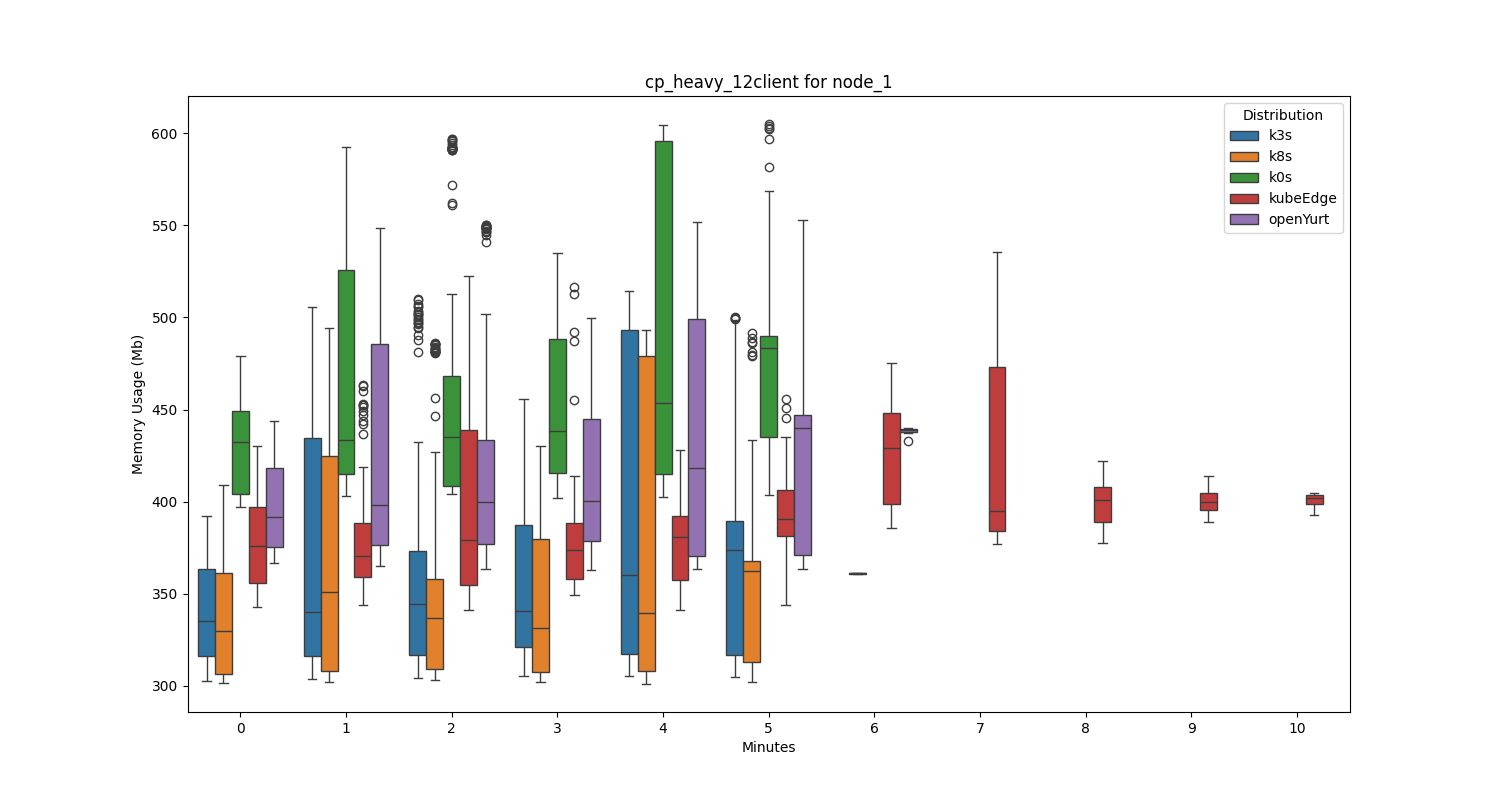 cp_heavy_12client for node_1
Distribution
k3s
k8s
k0s
kubeEdge
openYurt
Memory Usage (Mb)
600
550
500
450
400
350
300
0 1 2 3 4 5 6 7 8 9 10
Minutes